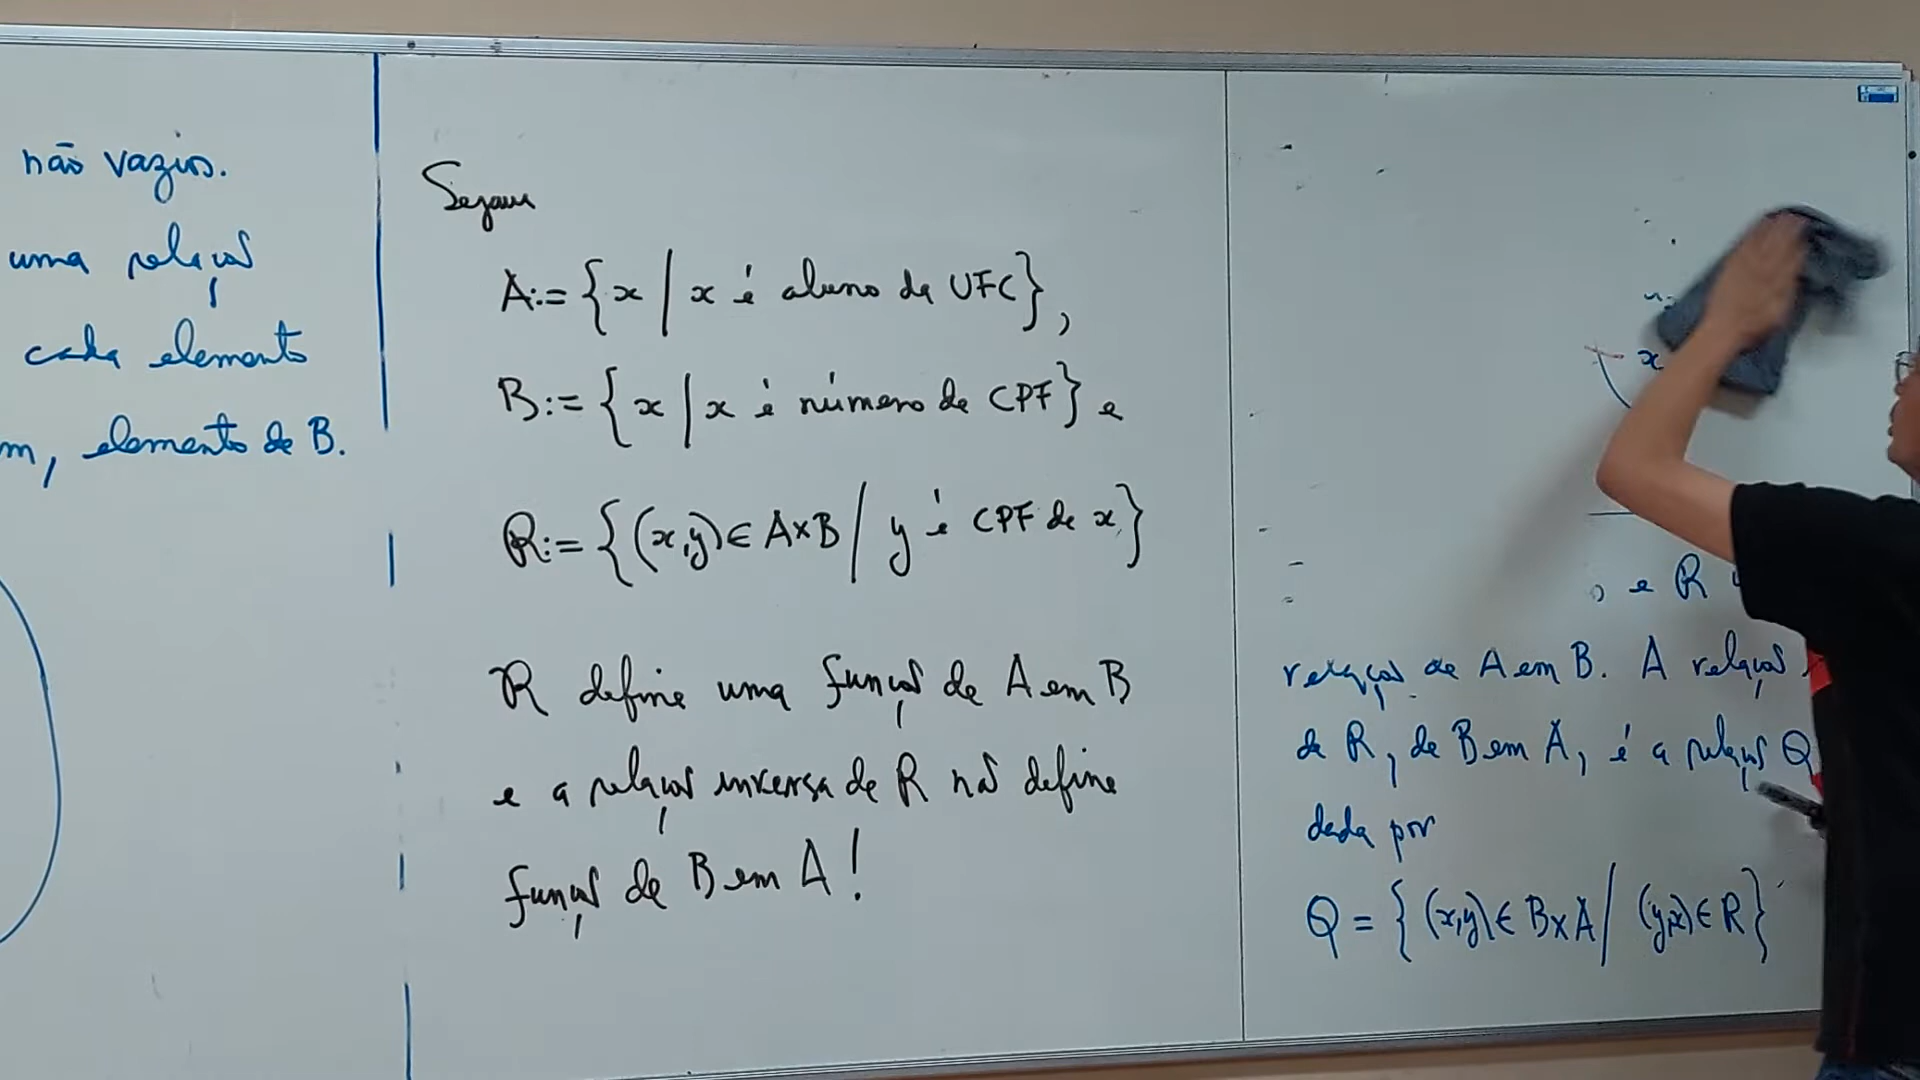 não vazios.
uma relação
cada elemento
m, elemento de B.
Sejam
A:= {x | x é aluno da UFC},
B:= {x | x é número de CPF} e
R:= {(x,y) ∈ A×B / y é CPF de x}
R define uma função de A em B
e a relação inversa de R não define
função de B em A!
x
o e R
relação de A em B. A relação
de R, de B em A, é a relação Q
dada por
Q = {(x,y) ∈ B×A / (y,x) ∈ R}